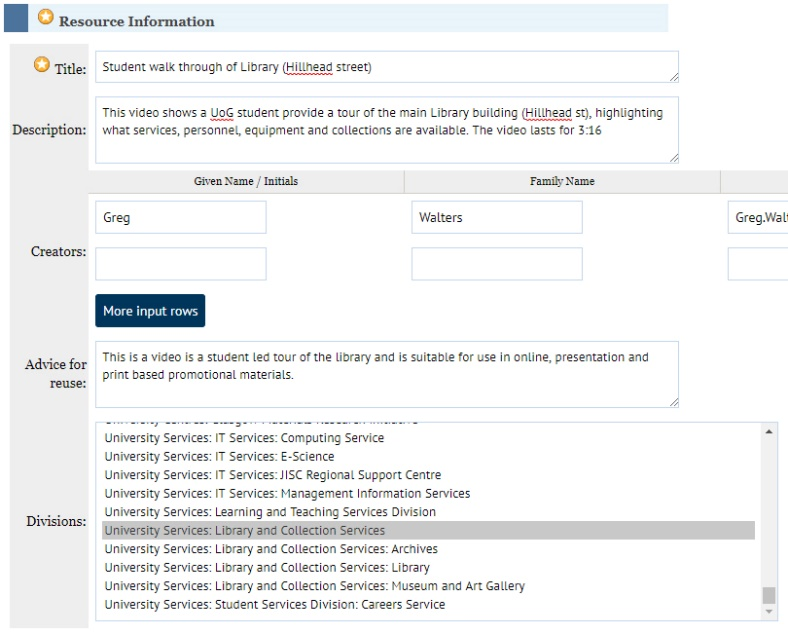 Resource Information
Title:
Student walk through of Library (Hillhead street)
Description:
This video shows a UoG student provide a tour of the main Library building (Hillhead st), highlighting
what services, personnel, equipment and collections are available. The video lasts for 3:16
Given Name / Initials Family Name
Creators:
Greg Walters Greg.Walt
More input rows
Advice for
reuse:
This is a video is a student led tour of the library and is suitable for use in online, presentation and
print based promotional materials.
Divisions:
University Services: IT Services: Computing Service
University Services: IT Services: E-Science
University Services: IT Services: JISC Regional Support Centre
University Services: IT Services: Management Information Services
University Services: Learning and Teaching Services Division
University Services: Library and Collection Services
University Services: Library and Collection Services: Archives
University Services: Library and Collection Services: Library
University Services: Library and Collection Services: Museum and Art Gallery
University Services: Student Services Division: Careers Service